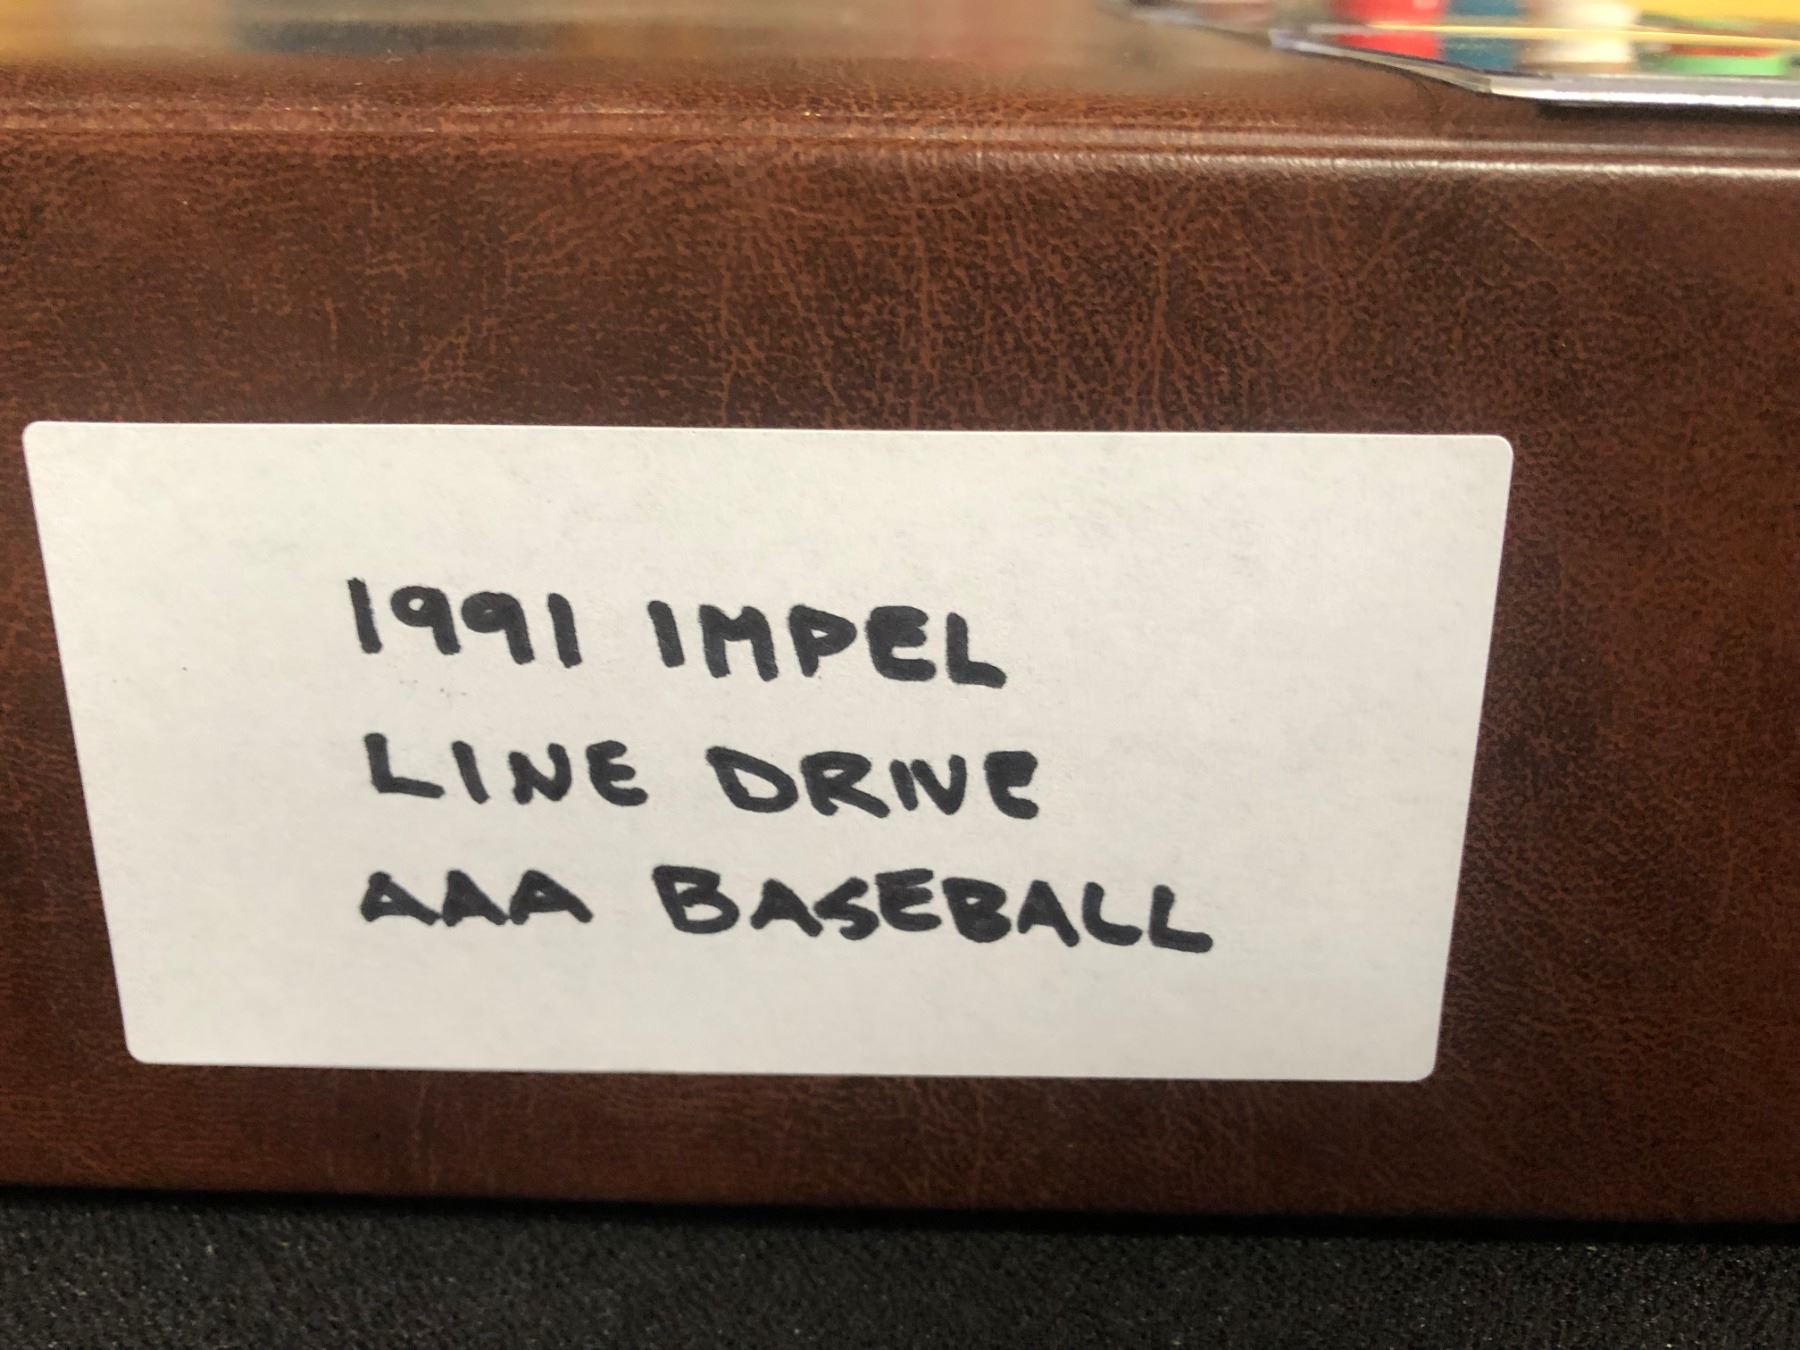 1991 IMPEL
LINE DRIVE
AAA BASEBALL